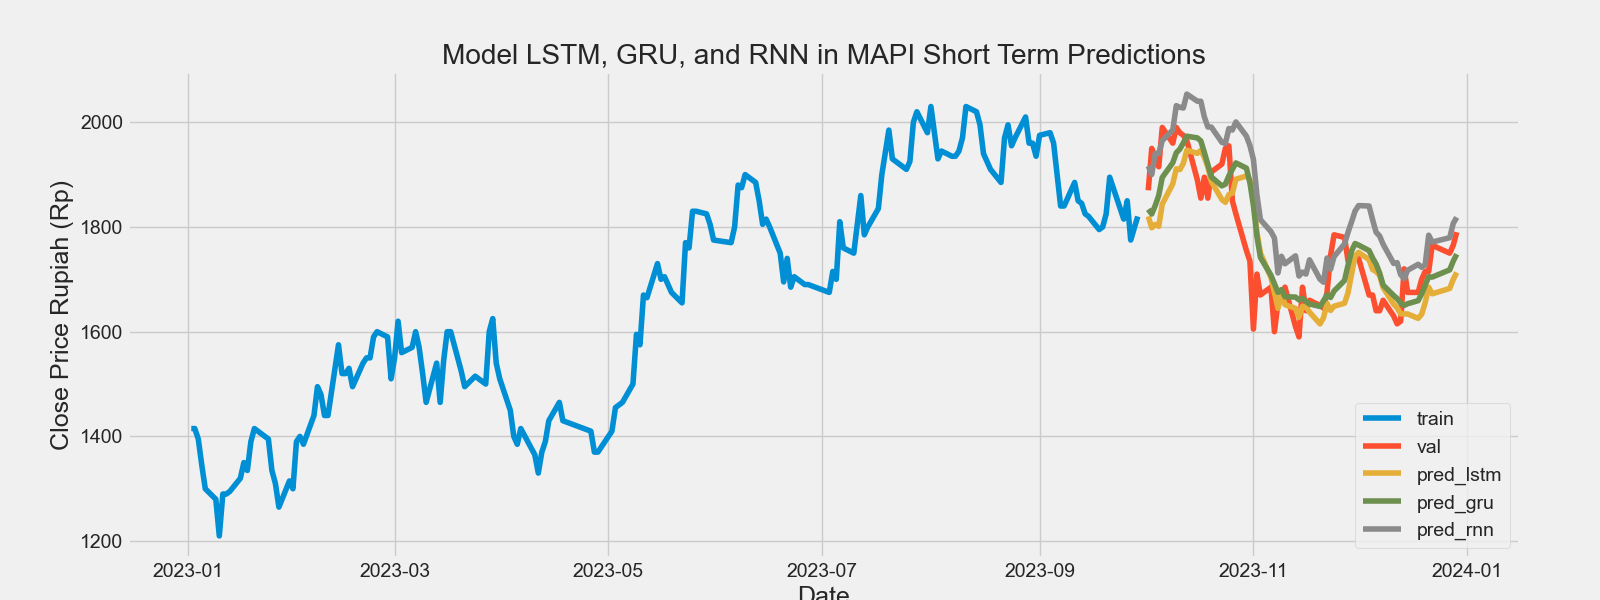 Model LSTM, GRU, and RNN in MAPI Short Term Predictions
Close Price Rupiah (Rp)
2000
1800
1600
1400
1200
train
val
pred_lstm
pred_gru
pred_rnn
2023-01
2023-03
2023-05
2023-07
2023-09
2023-11
2024-01
Date